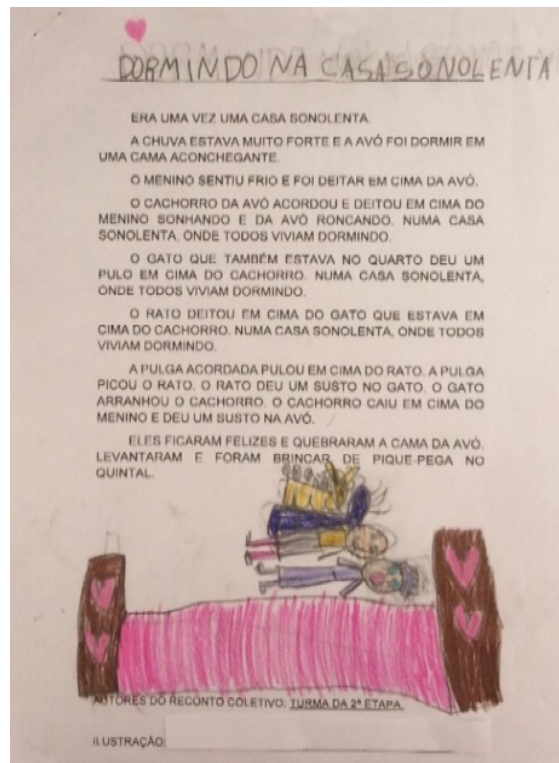 DORMINDO NA CASA SONOLENTA
ERA UMA VEZ UMA CASA SONOLENTA.
A CHUVA ESTAVA MUITO FORTE E A AVÓ FOI DORMIR EM
UMA CAMA ACONCHEGANTE.
O MENINO SENTIU FRIO E FOI DEITAR EM CIMA DA AVÓ.
O CACHORRO DA AVÓ ACORDOU E DEITOU EM CIMA DO
MENINO SONHANDO E DA AVÓ RONCANDO. NUMA CASA
SONOLENTA, ONDE TODOS VIVIAM DORMINDO.
O GATO QUE TAMBÉM ESTAVA NO QUARTO DEU UM
PULO EM CIMA DO CACHORRO. NUMA CASA SONOLENTA,
ONDE TODOS VIVIAM DORMINDO.
O RATO DEITOU EM CIMA DO GATO QUE ESTAVA EM
CIMA DO CACHORRO. NUMA CASA SONOLENTA, ONDE TODOS
VIVIAM DORMINDO.
A PULGA ACORDADA PULOU EM CIMA DO RATO. A PULGA
PICOU O RATO. O RATO DEU UM SUSTO NO GATO. O GATO
ARRANHOU O CACHORRO. O CACHORRO CAIU EM CIMA DO
MENINO E DEU UM SUSTO NA AVÓ.
ELES FICARAM FELIZES E QUEBRARAM A CAMA DA AVÓ.
LEVANTARAM E FORAM BRINCAR DE PIQUE-PEGA NO
QUINTAL.
AUTORES DO RECONTO COLETIVO: TURMA DA 2ª ETAPA.
ILUSTRAÇÃO: